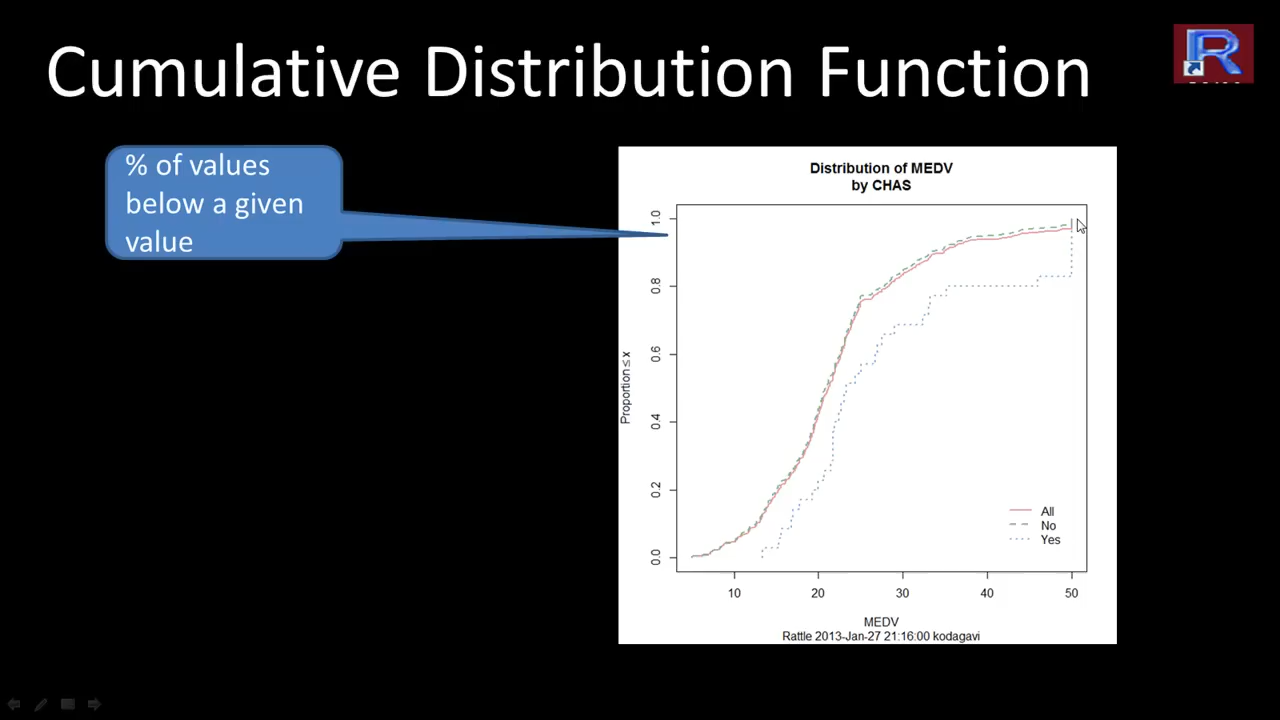 Cumulative Distribution Function
R
% of values
below a given
value
Distribution of MEDV
by CHAS
1.0
0.8
0.6
0.4
0.2
0.0
Proportion ≤ x
All
No
Yes
10 20 30 40 50
MEDV
Rattle 2013-Jan-27 21:16:00 kodagavi